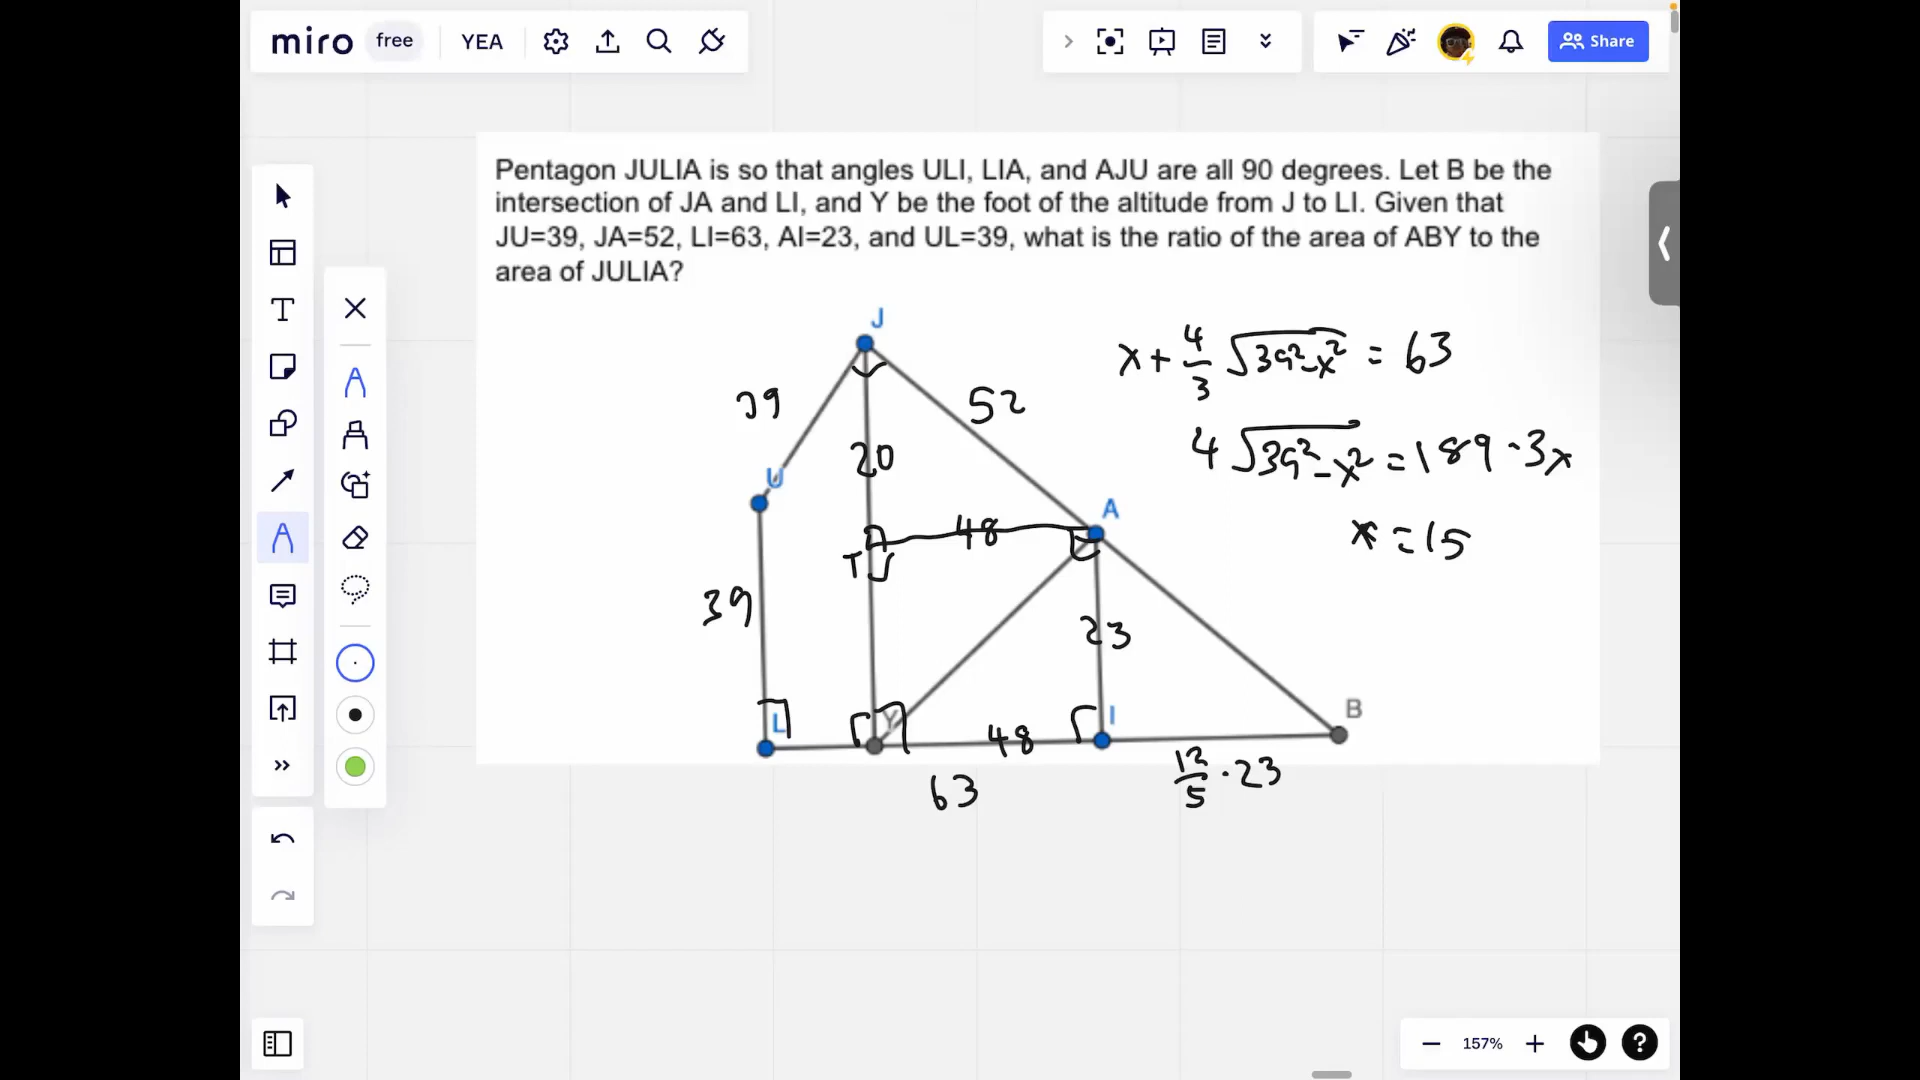 miro free YEA Share
Pentagon JULIA is so that angles ULI, LIA, and AJU are all 90 degrees. Let B be the
intersection of JA and LI, and Y be the foot of the altitude from J to LI. Given that
JU=39, JA=52, LI=63, AI=23, and UL=39, what is the ratio of the area of ABY to the
area of JULIA?
J
x + 4/3 √(39²-x²) = 63
39
52
20
4 √(39²-x²) = 189-3x
U
A
48
x = 15
T
39
23
L
Y
I
B
48
63
12/5 · 23
157%